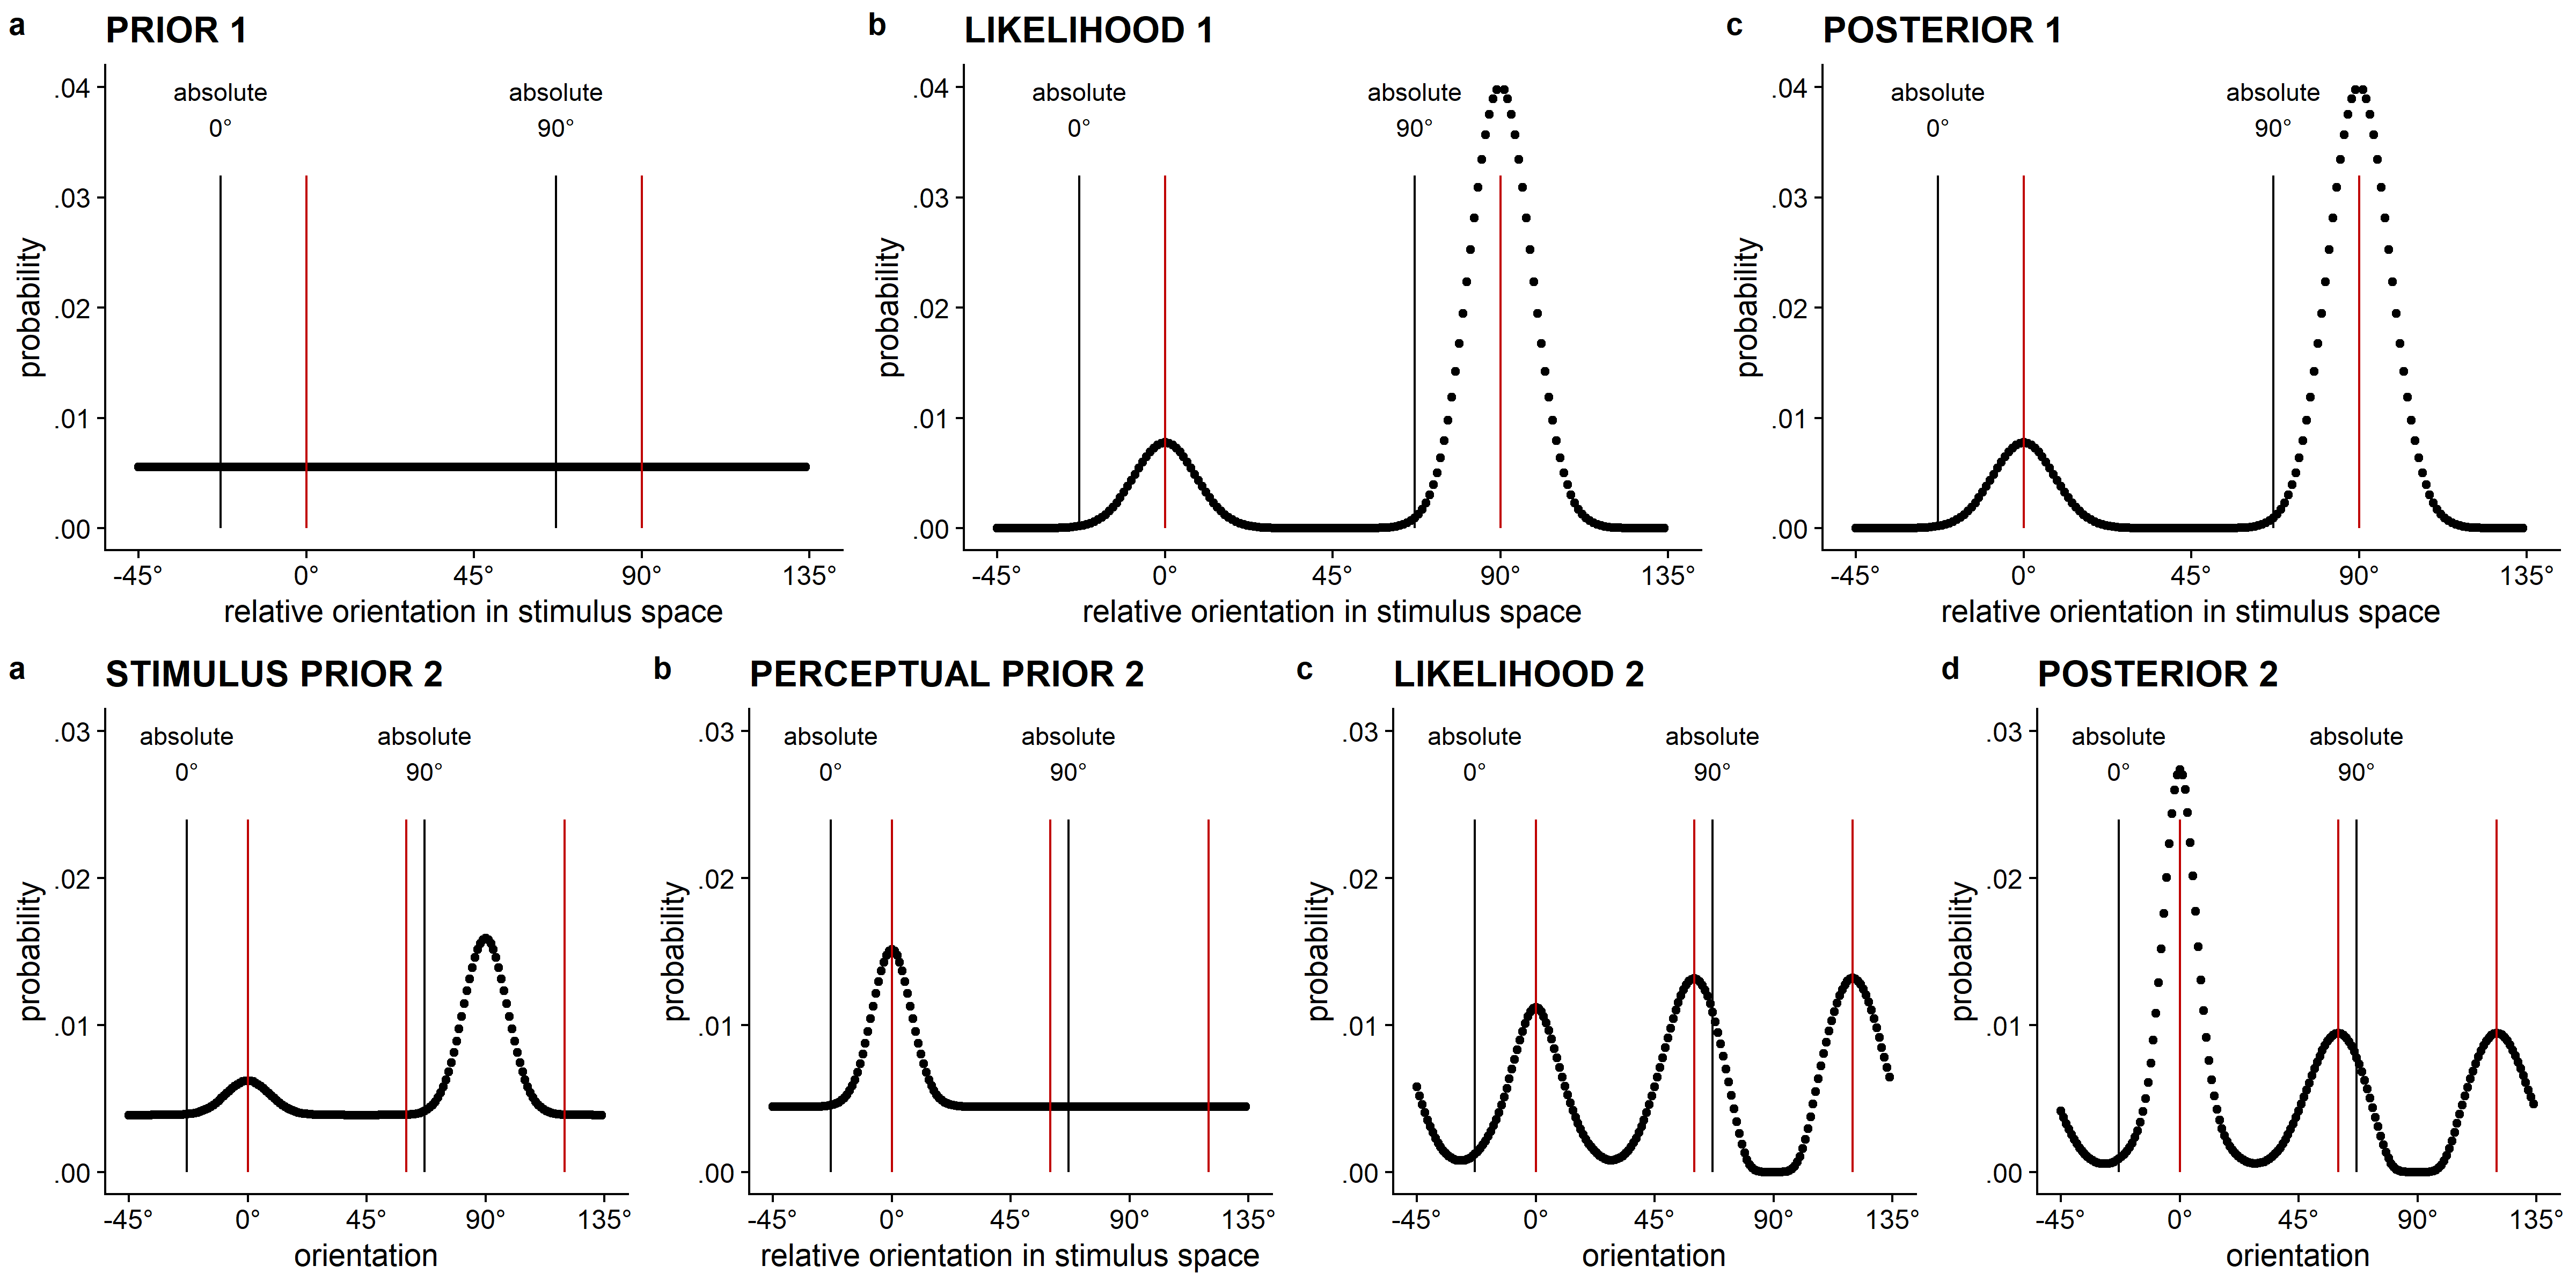 a PRIOR 1
absolute 0°
absolute 90°
.04
.03
.02
.01
.00
probability
-45° 0° 45° 90° 135°
relative orientation in stimulus space
b LIKELIHOOD 1
absolute 0°
absolute 90°
.04
.03
.02
.01
.00
probability
-45° 0° 45° 90° 135°
relative orientation in stimulus space
c POSTERIOR 1
absolute 0°
absolute 90°
.04
.03
.02
.01
.00
probability
-45° 0° 45° 90° 135°
relative orientation in stimulus space
a STIMULUS PRIOR 2
absolute 0°
absolute 90°
.03
.02
.01
.00
probability
-45° 0° 45° 90° 135°
orientation
b PERCEPTUAL PRIOR 2
absolute 0°
absolute 90°
.03
.02
.01
.00
probability
-45° 0° 45° 90° 135°
relative orientation in stimulus space
c LIKELIHOOD 2
absolute 0°
absolute 90°
.03
.02
.01
.00
probability
-45° 0° 45° 90° 135°
orientation
d POSTERIOR 2
absolute 0°
absolute 90°
.03
.02
.01
.00
probability
-45° 0° 45° 90° 135°
orientation